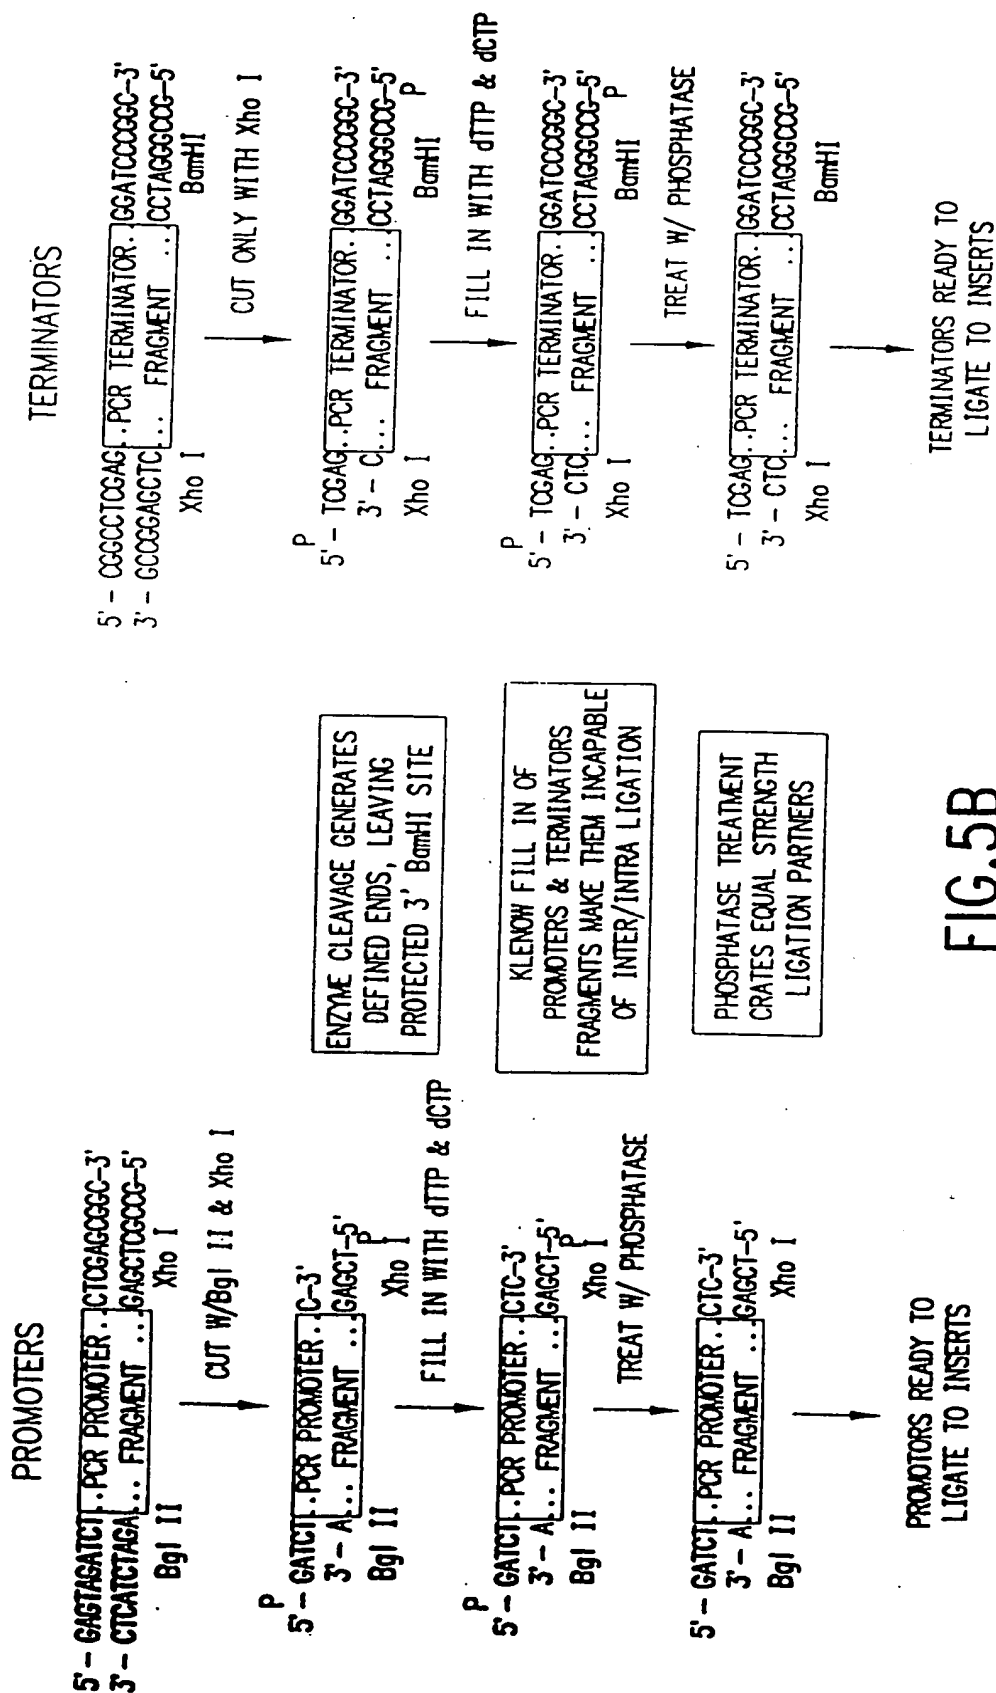 PROMOTERS
5'- GAGTAGATCT..PCR PROMOTER..CTCGAGCGGC-3'
3'- CTCATCTAGA... FRAGMENT ...GAGCTCGCCG-5'
Bgl II
Xho I
CUT W/Bgl II & Xho I
P
5'- GATCT..PCR PROMOTER..C-3'
3'- A... FRAGMENT ...GAGCT-5'
P
Bgl II
Xho I
FILL IN WITH dTTP & dCTP
P
5'- GATCT..PCR PROMOTER..CTC-3'
3'- A... FRAGMENT ...GAGCT-5'
P
Bgl II
Xho I
TREAT W/ PHOSPHATASE
5'- GATCT..PCR PROMOTER..CTC-3'
3'- A... FRAGMENT ...GAGCT-5'
Bgl II
Xho I
PROMOTORS READY TO
LIGATE TO INSERTS
ENZYME CLEAVAGE GENERATES
DEFINED ENDS, LEAVING
PROTECTED 3' BamHI SITE
KLENOW FILL IN OF
PROMOTERS & TERMINATORS
FRAGMENTS MAKE THEM INCAPABLE
OF INTER/INTRA LIGATION
PHOSPHATASE TREATMENT
CRATES EQUAL STRENGTH
LIGATION PARTNERS
TERMINATORS
5'- CGGCCTCGAG..PCR TERMINATOR..GGATCCCGGC-3'
3'- GCCGGAGCTC... FRAGMENT ...CCTAGGGCCG-5'
Xho I
BamHI
CUT ONLY WITH Xho I
P
5'- TCGAG..PCR TERMINATOR..GGATCCCGGC-3'
3'- C... FRAGMENT ...CCTAGGGCCG-5'
P
Xho I
BamHI
FILL IN WITH dTTP & dCTP
P
5'- TCGAG..PCR TERMINATOR..GGATCCCGGC-3'
3'- CTC... FRAGMENT ...CCTAGGGCCG-5'
P
Xho I
BamHI
TREAT W/ PHOSPHATASE
5'- TCGAG..PCR TERMINATOR..GGATCCCGGC-3'
3'- CTC... FRAGMENT ...CCTAGGGCCG-5'
Xho I
BamHI
TERMINATORS READY TO
LIGATE TO INSERTS
FIG.5B